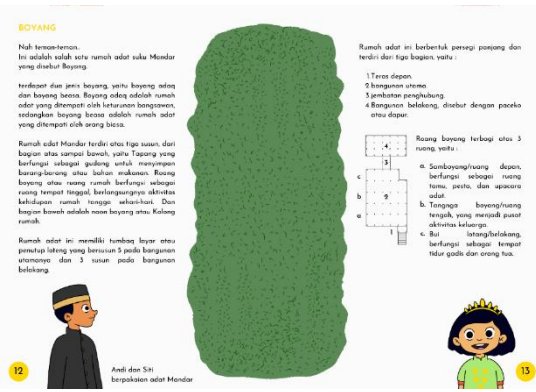 BOYANG
Nah teman-teman..
Ini adalah salah satu rumah adat suku Mandar
yang disebut Boyang.
terdapat dua jenis boyang, yaitu boyang adaq
dan boyang beasa. Boyang adaq adalah rumah
adat yang ditempati oleh keturunan bangsawan,
sedangkan boyang beasa adalah rumah adat
yang ditempati oleh orang biasa.
Rumah adat Mandar terdiri atas tiga susun, dari
bagian atas sampai bawah, yaitu Tapang yang
berfungsi sebagai gudang untuk menyimpan
barang-barang atau bahan makanan. Roang
boyang atau ruang rumah berfungsi sebagai
ruang tempat tinggal, berlangsungnya aktivitas
kehidupan rumah tangga sehari-hari. Dan
bagian bawah adalah naon boyang atau Kolong
rumah.
Rumah adat ini memiliki tumbaq layar atau
penutup loteng yang bersusun 5 pada bangunan
utamanya dan 3 susun pada bangunan
belakang.
12
Andi dan Siti
berpakaian adat Mandar
Rumah adat ini berbentuk persegi panjang dan
terdiri dari tiga bagian, yaitu :
1.Teras depan.
2.bangunan utama
3.jembatan penghubung.
4.Bangunan belakang, disebut dengan paceko
atau dapur.
4
3
c
b
2
a
1
Roang boyang terbagi atas 3
ruang, yaitu :
a. Samboyang/ruang depan,
berfungsi sebagai ruang
tamu, pesta, dan upacara
adat.
b. Tangnga boyang/ruang
tengah, yang menjadi pusat
aktivitas keluarga.
c. Bui lotang/belakang,
berfungsi sebagai tempat
tidur gadis dan orang tua.
13